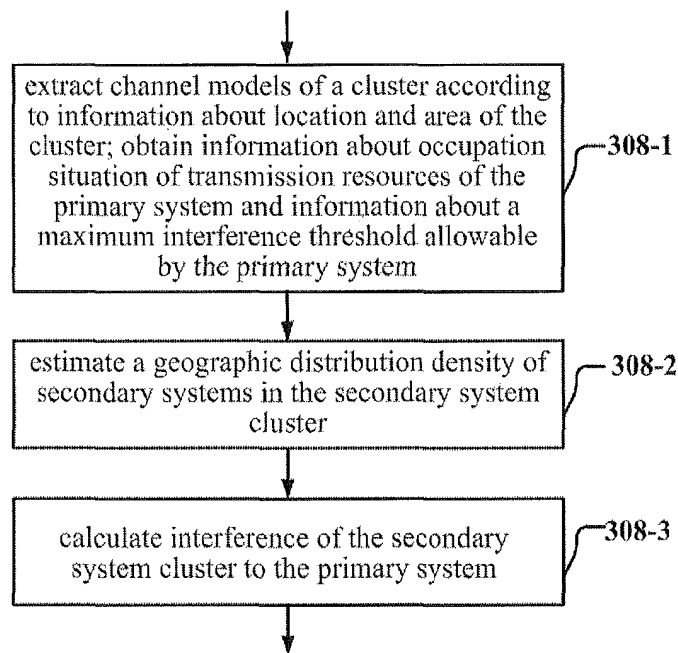 extract channel models of a cluster according
to information about location and area of the
cluster; obtain information about occupation
situation of transmission resources of the
primary system and information about a
maximum interference threshold allowable
by the primary system
308-1
estimate a geographic distribution density of
secondary systems in the secondary system
cluster
308-2
calculate interference of the secondary
system cluster to the primary system
308-3